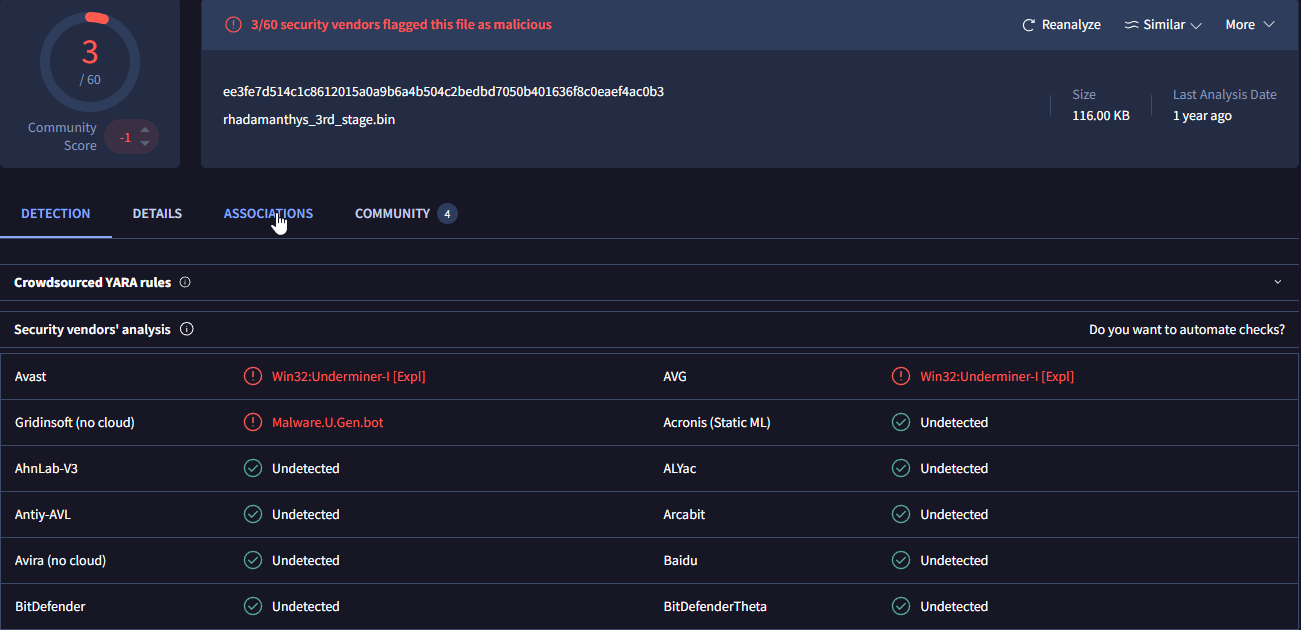 3
/ 60
Community
Score
-1
3/60 security vendors flagged this file as malicious
Reanalyze
Similar
More
ee3fe7d514c1c8612015a0a9b6a4b504c2bedbd7050b401636f8c0eaef4ac0b3
rhadamanthys_3rd_stage.bin
Size
116.00 KB
Last Analysis Date
1 year ago
DETECTION DETAILS ASSOCIATIONS COMMUNITY 4
Crowdsourced YARA rules
Security vendors' analysis
Do you want to automate checks?
Avast Win32:Underminer-I [Expl] AVG Win32:Underminer-I [Expl]
Gridinsoft (no cloud) Malware.U.Gen.bot Acronis (Static ML) Undetected
AhnLab-V3 Undetected ALYac Undetected
Antiy-AVL Undetected Arcabit Undetected
Avira (no cloud) Undetected Baidu Undetected
BitDefender Undetected BitDefenderTheta Undetected